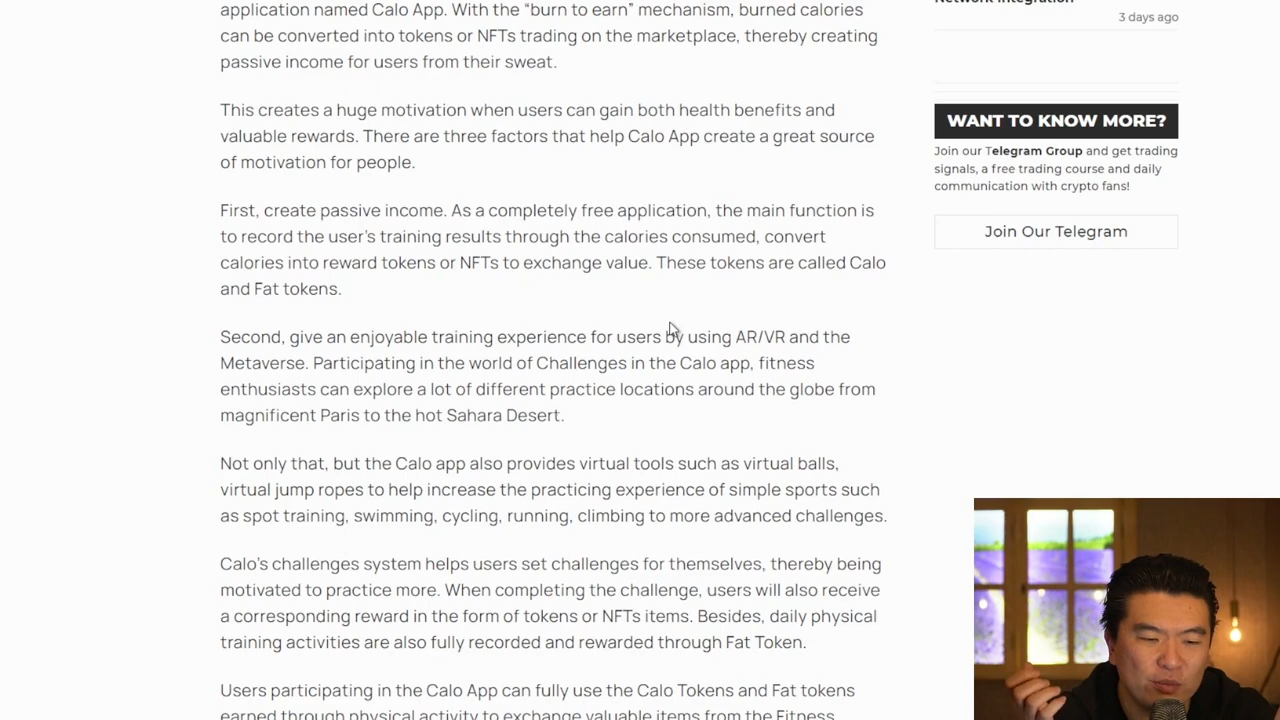 application named Calo App. With the “burn to earn” mechanism, burned calories
can be converted into tokens or NFTs trading on the marketplace, thereby creating
passive income for users from their sweat.
This creates a huge motivation when users can gain both health benefits and
valuable rewards. There are three factors that help Calo App create a great source
of motivation for people.
First, create passive income. As a completely free application, the main function is
to record the user’s training results through the calories consumed, convert
calories into reward tokens or NFTs to exchange value. These tokens are called Calo
and Fat tokens.
Second, give an enjoyable training experience for users by using AR/VR and the
Metaverse. Participating in the world of Challenges in the Calo app, fitness
enthusiasts can explore a lot of different practice locations around the globe from
magnificent Paris to the hot Sahara Desert.
Not only that, but the Calo app also provides virtual tools such as virtual balls,
virtual jump ropes to help increase the practicing experience of simple sports such
as spot training, swimming, cycling, running, climbing to more advanced challenges.
Calo’s challenges system helps users set challenges for themselves, thereby being
motivated to practice more. When completing the challenge, users will also receive
a corresponding reward in the form of tokens or NFTs items. Besides, daily physical
training activities are also fully recorded and rewarded through Fat Token.
Users participating in the Calo App can fully use the Calo Tokens and Fat tokens
earned through physical activity to exchange valuable items from the Fitness
Network Integration
3 days ago
WANT TO KNOW MORE?
Join our Telegram Group and get trading
signals, a free trading course and daily
communication with crypto fans!
Join Our Telegram